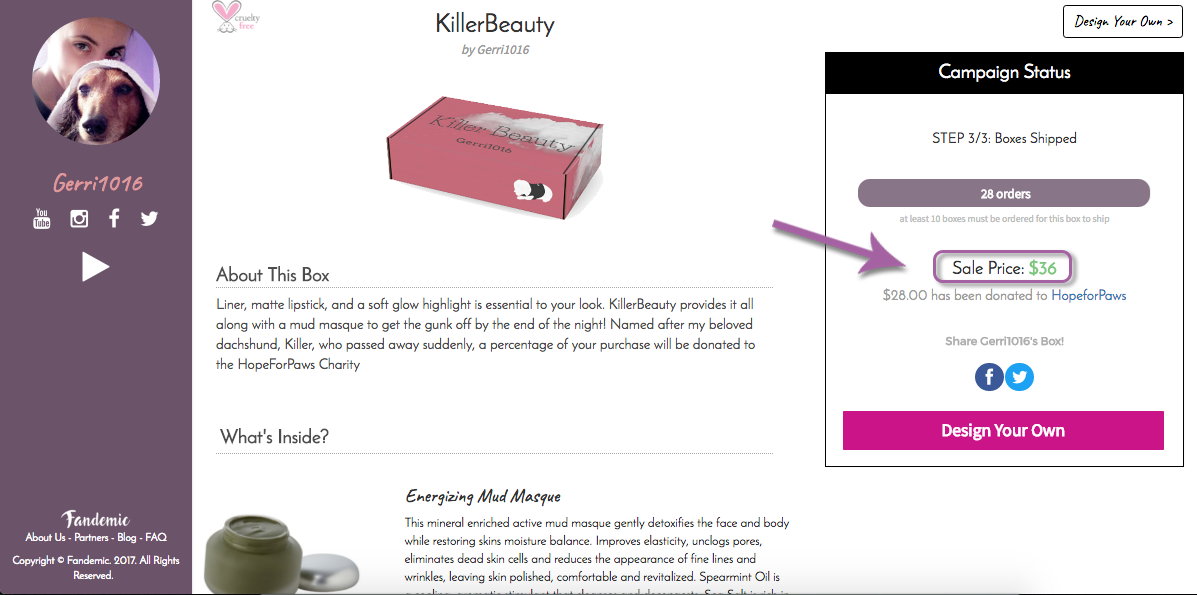 Gerri1016
You
Tube
Fandemic
About Us - Partners - Blog - FAQ
Copyright © Fandemic. 2017. All Rights
Reserved.
cruelty
free
KillerBeauty
by Gerri1016
Killer Beauty
Gerri1016
About This Box
Liner, matte lipstick, and a soft glow highlight is essential to your look. KillerBeauty provides it all
along with a mud masque to get the gunk off by the end of the night! Named after my beloved
dachshund, Killer, who passed away suddenly, a percentage of your purchase will be donated to
the HopeForPaws Charity
What's Inside?
Energizing Mud Masque
This mineral enriched active mud masque gently detoxifies the face and body
while restoring skins moisture balance. Improves elasticity, unclogs pores,
eliminates dead skin cells and reduces the appearance of fine lines and
wrinkles, leaving skin polished, comfortable and revitalized. Spearmint Oil is
a cooling, aromatic stimulant that cleanses and
Design Your Own >
Campaign Status
STEP 3/3: Boxes Shipped
28 orders
at least 10 boxes must be ordered for this box to ship
Sale Price: $36
$28.00 has been donated to HopeforPaws
Share Gerri1016's Box!
Design Your Own